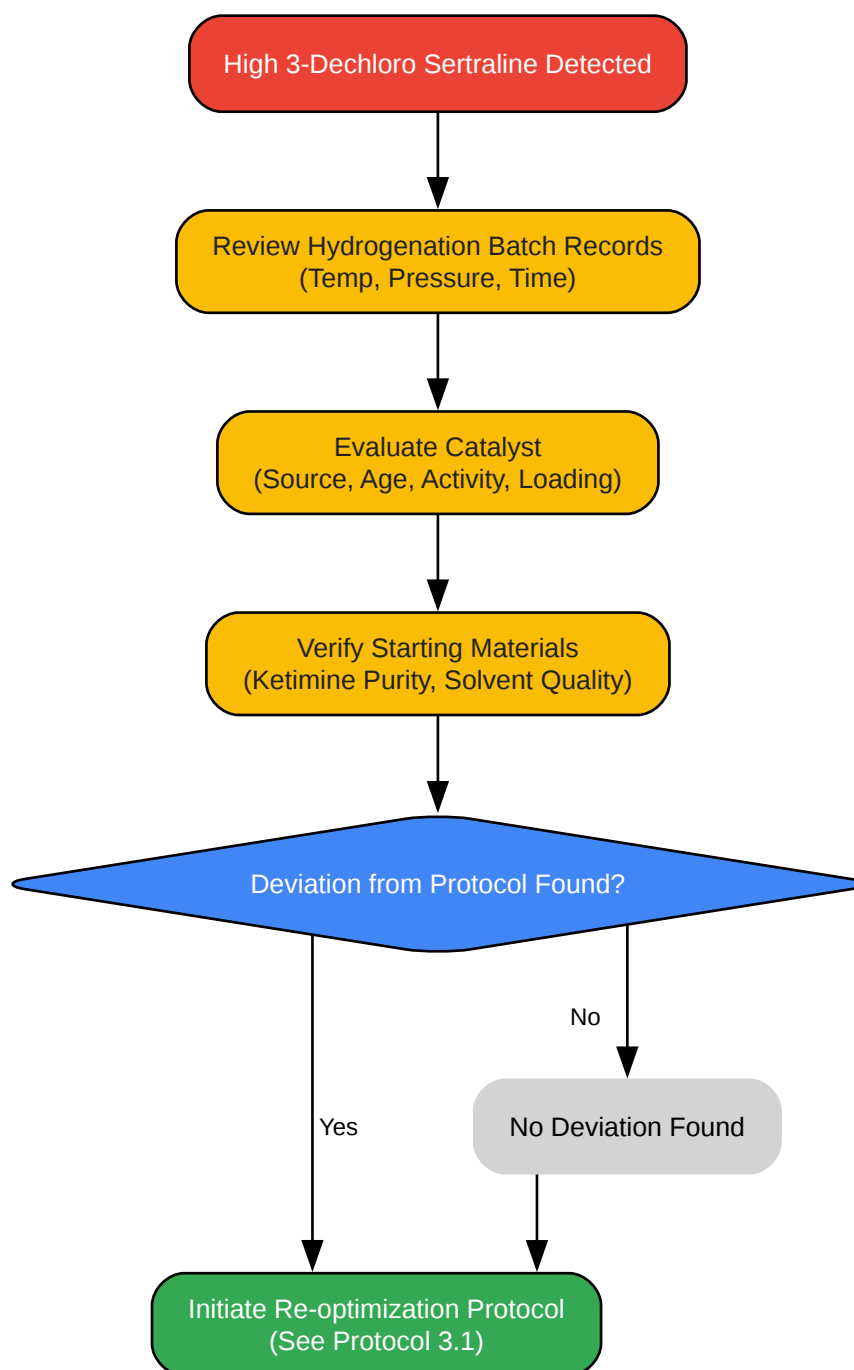 High 3-Dechloro Sertraline Detected
Review Hydrogenation Batch Records
(Temp, Pressure, Time)
Evaluate Catalyst
(Source, Age, Activity, Loading)
Verify Starting Materials
(Ketimine Purity, Solvent Quality)
Deviation from Protocol Found?
No
Yes
No Deviation Found
Initiate Re-optimization Protocol
(See Protocol 3.1)